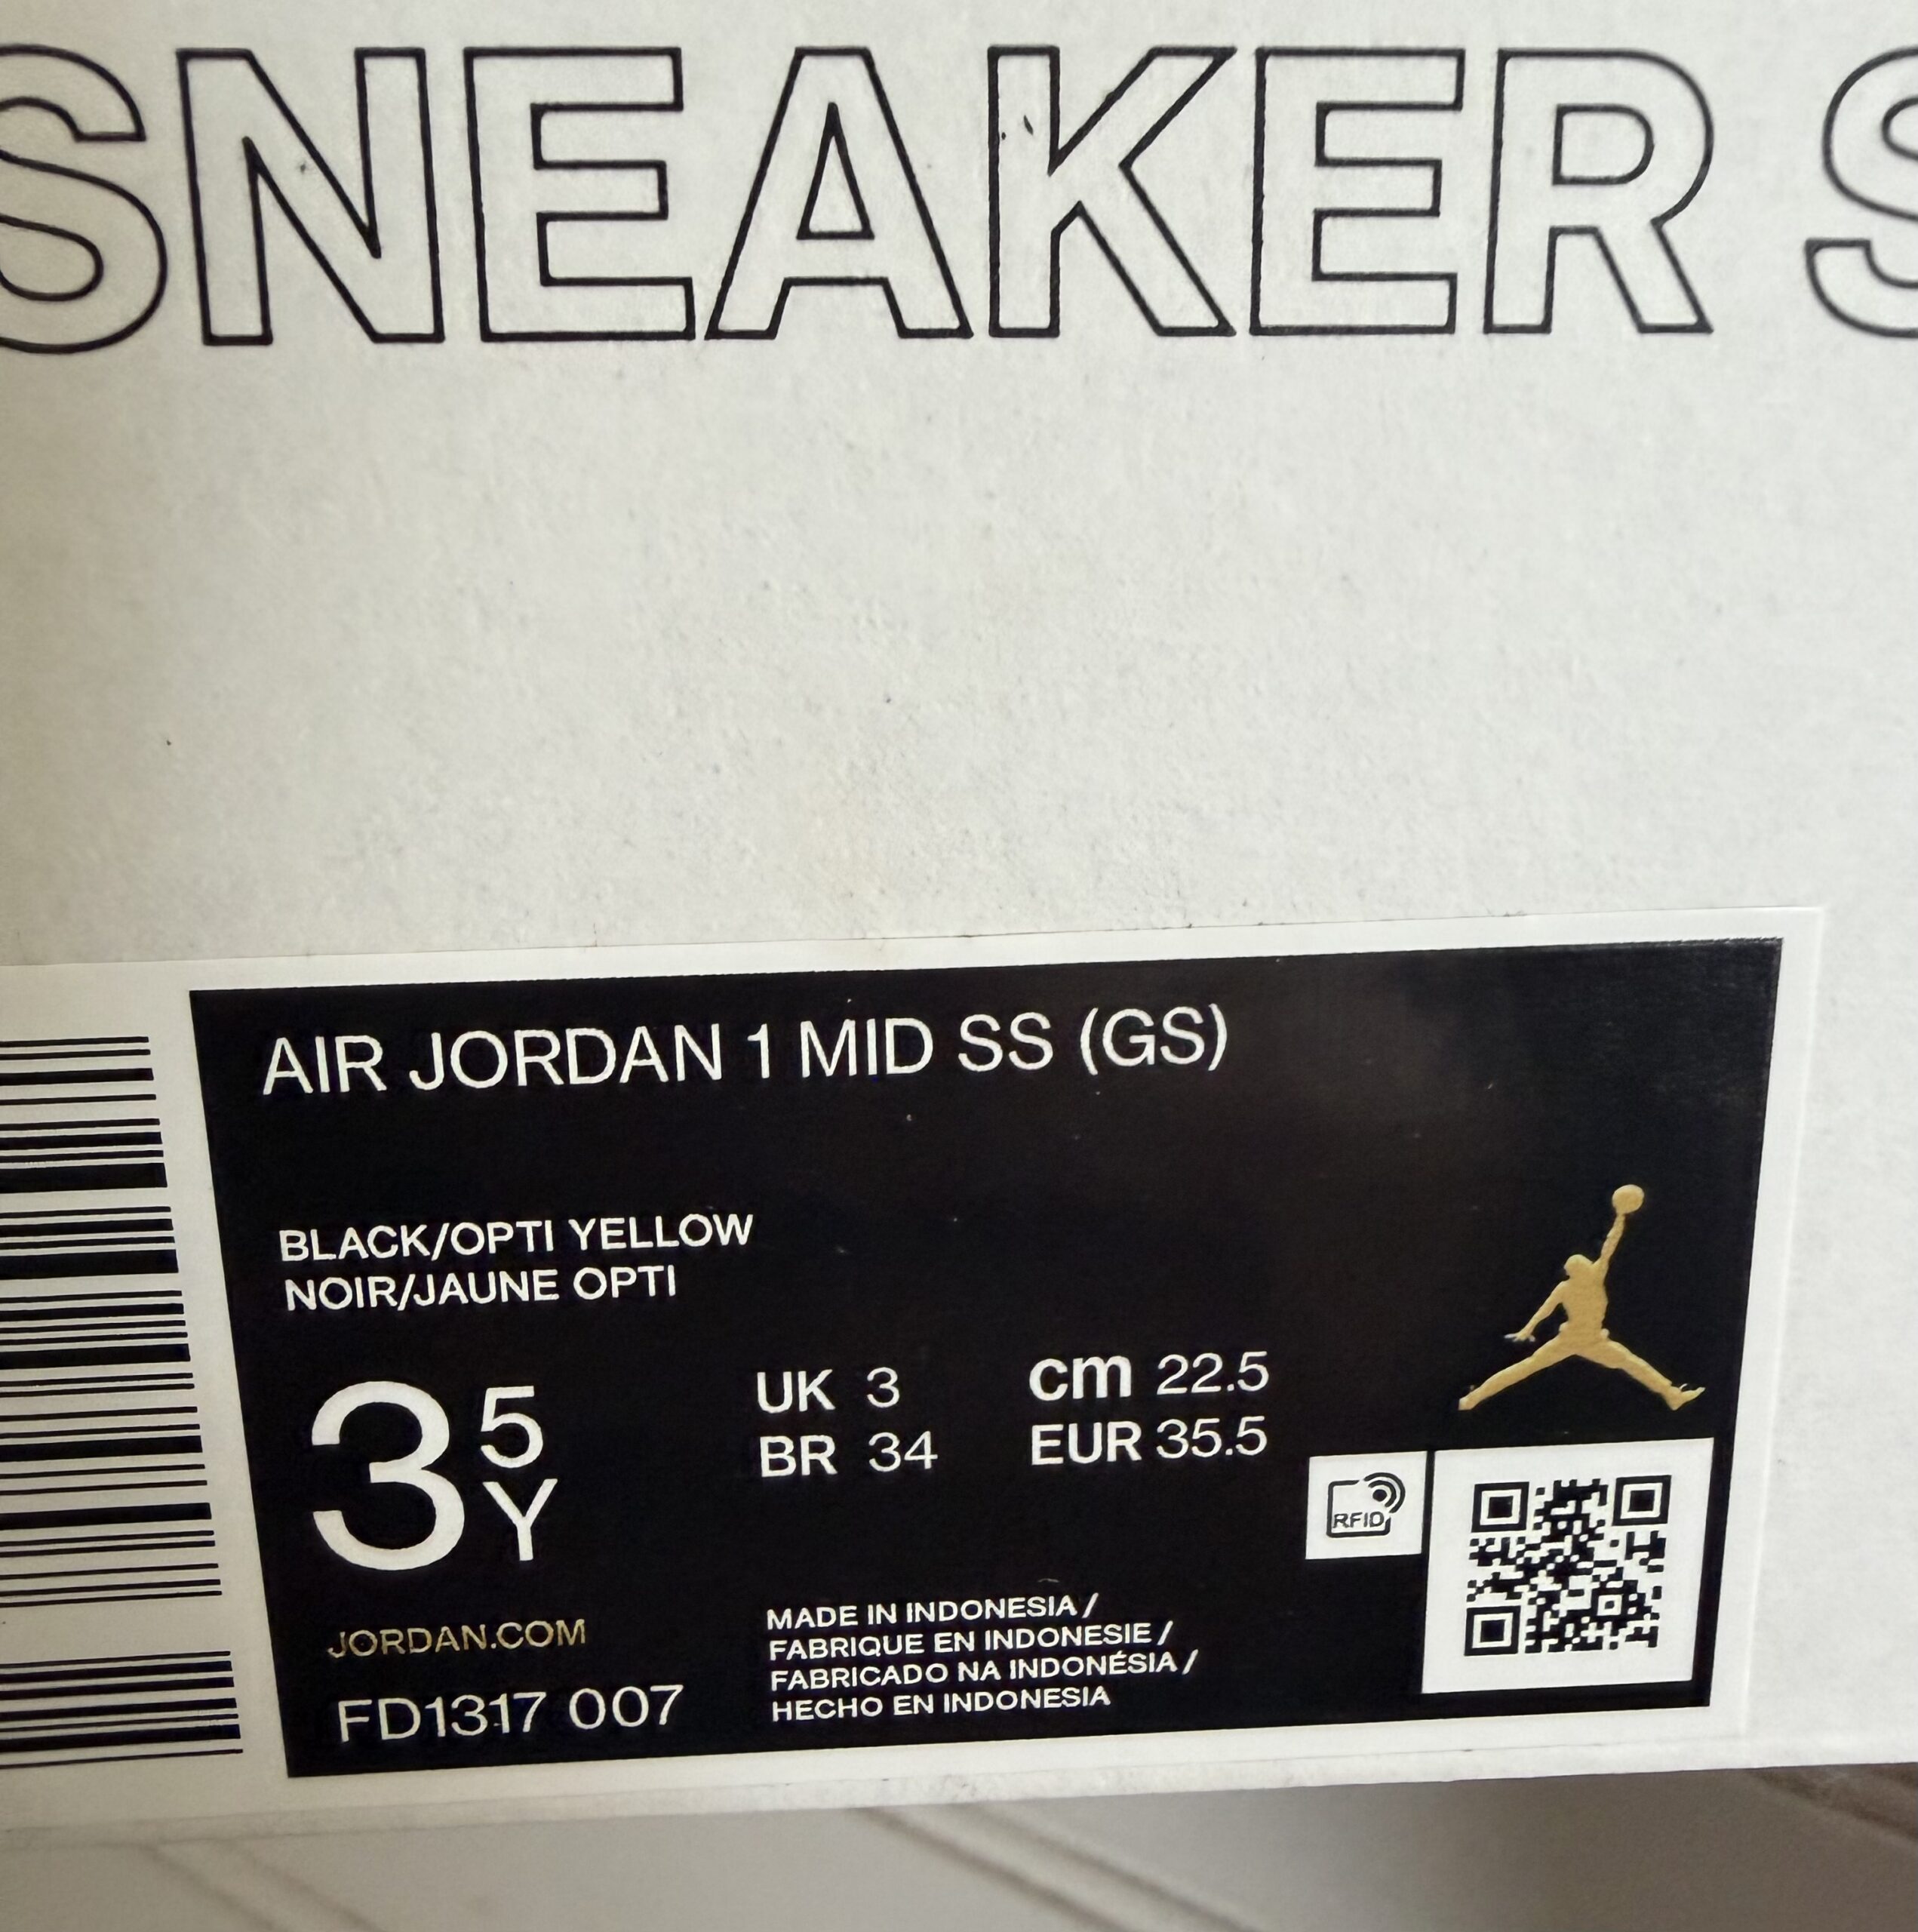 SNEAKER S
AIR JORDAN 1 MID SS (GS)
BLACK/OPTI YELLOW
NOIR/JAUNE OPTI
3 5 Y
UK 3 cm 22.5
BR 34 EUR 35.5
RFID
JORDAN.COM
FD1317 007
MADE IN INDONESIA /
FABRIQUE EN INDONESIE /
FABRICADO NA INDONÉSIA /
HECHO EN INDONESIA